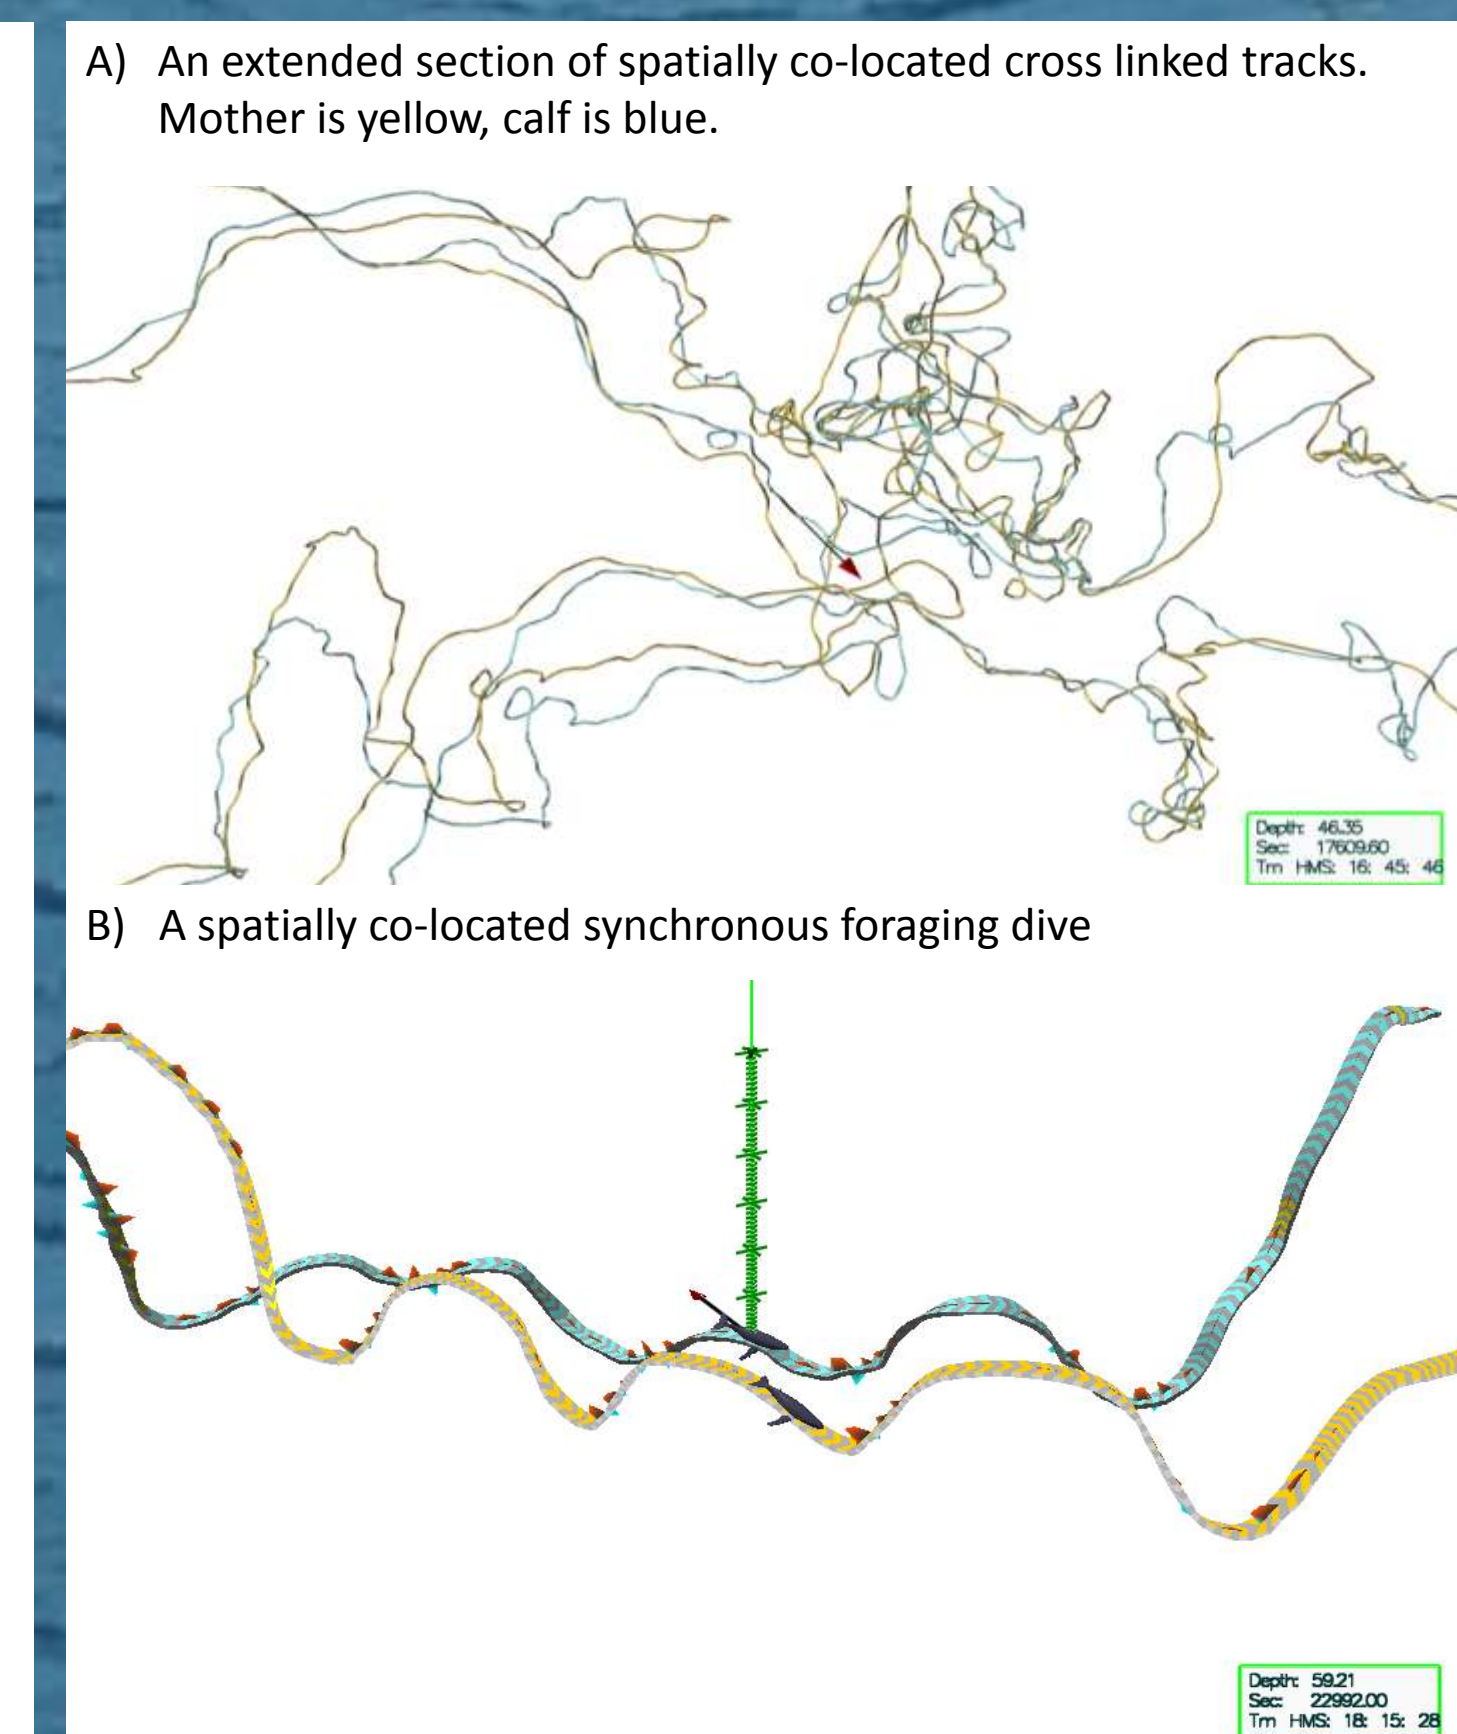 A) An extended section of spatially co-located cross linked tracks.
Mother is yellow, calf is blue.
Depth: 46.35
Sec: 17609.60
Tm HMS: 16: 45: 46
B) A spatially co-located synchronous foraging dive
Depth: 59.21
Sec: 22992.00
Tm HMS: 18: 15: 28